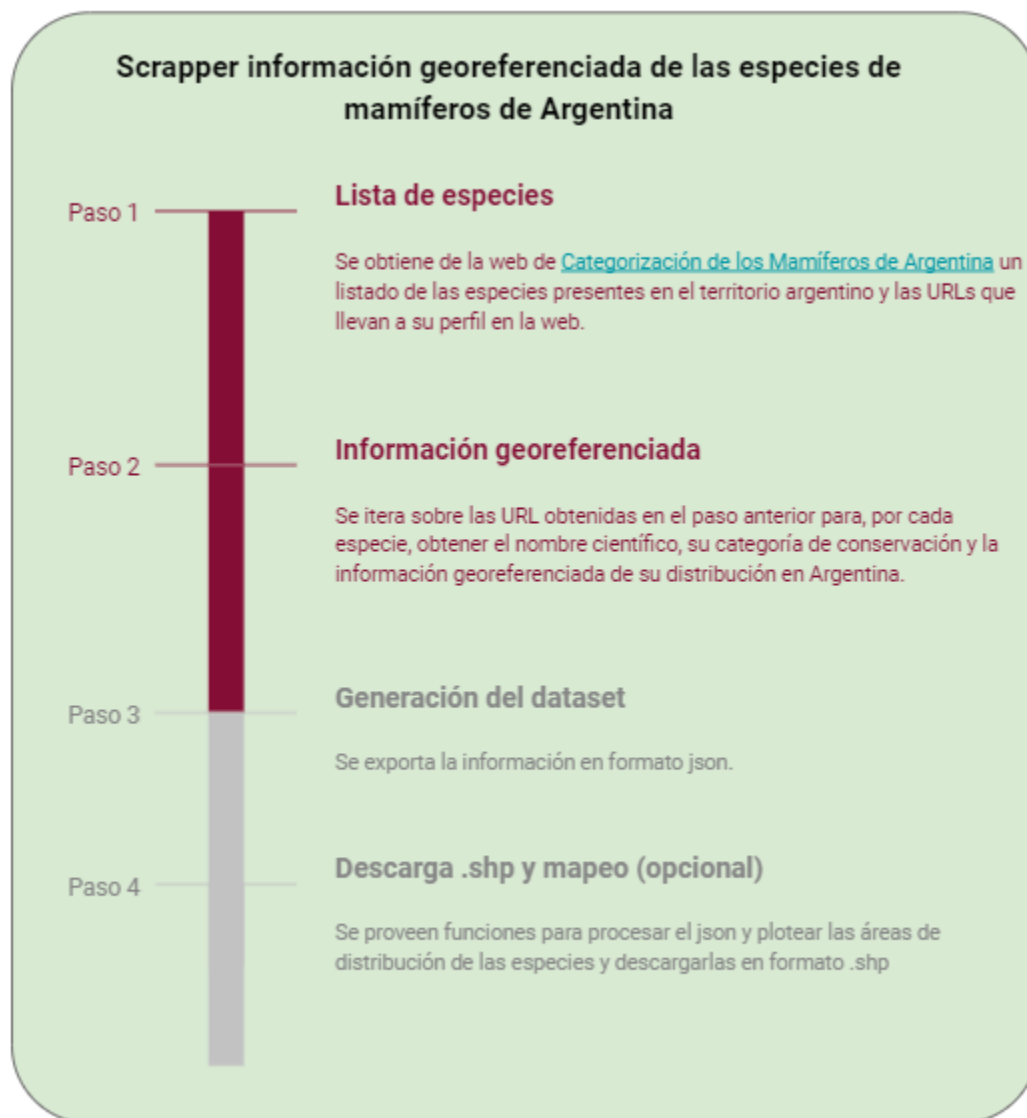 Scrapper información georeferenciada de las especies de
mamíferos de Argentina
Paso 1
Lista de especies
Se obtiene de la web de Categorización de los Mamíferos de Argentina un
listado de las especies presentes en el territorio argentino y las URLs que
llevan a su perfil en la web.
Paso 2
Información georeferenciada
Se itera sobre las URL obtenidas en el paso anterior para, por cada
especie, obtener el nombre científico, su categoría de conservación y la
información georeferenciada de su distribución en Argentina.
Paso 3
Generación del dataset
Se exporta la información en formato json.
Paso 4
Descarga .shp y mapeo (opcional)
Se proveen funciones para procesar el json y plotear las áreas de
distribución de las especies y descargarlas en formato .shp